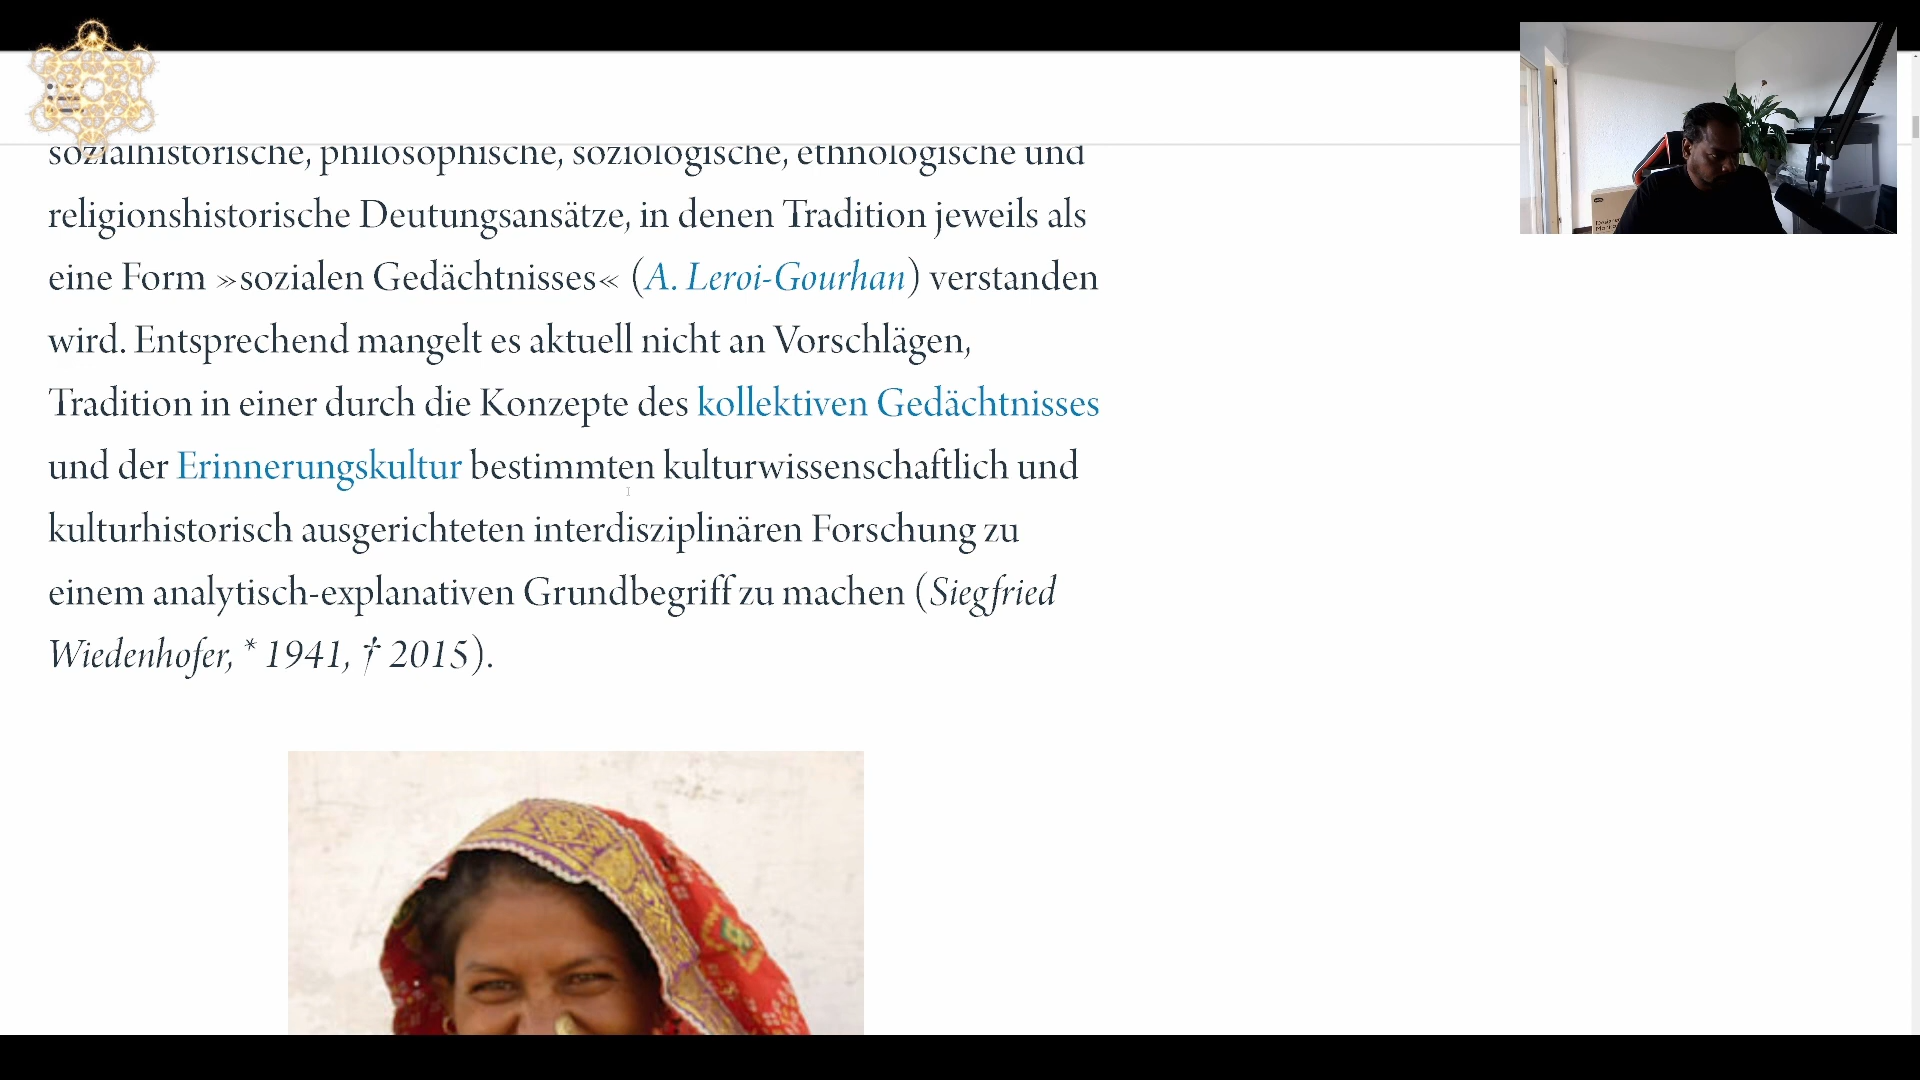 sozialhistorische, philosophische, soziologische, ethnologische und
religionshistorische Deutungsansätze, in denen Tradition jeweils als
eine Form »sozialen Gedächtnisses« (A. Leroi-Gourhan) verstanden
wird. Entsprechend mangelt es aktuell nicht an Vorschlägen,
Tradition in einer durch die Konzepte des kollektiven Gedächtnisses
und der Erinnerungskultur bestimmten kulturwissenschaftlich und
kulturhistorisch ausgerichteten interdisziplinären Forschung zu
einem analytisch-explanativen Grundbegriff zu machen (Siegfried
Wiedenhofer, * 1941, † 2015).